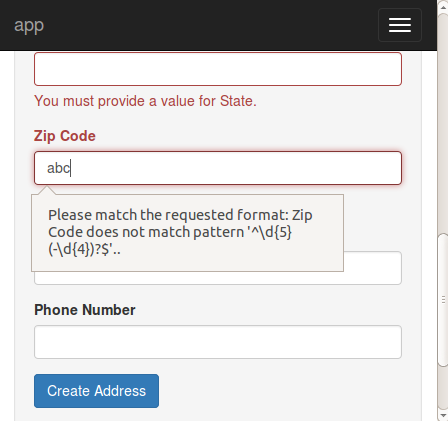 app
You must provide a value for State.
Zip Code
abc
Please match the requested format: Zip
Code does not match pattern '^\d{5}
(-\d{4})?$'..
Phone Number
Create Address